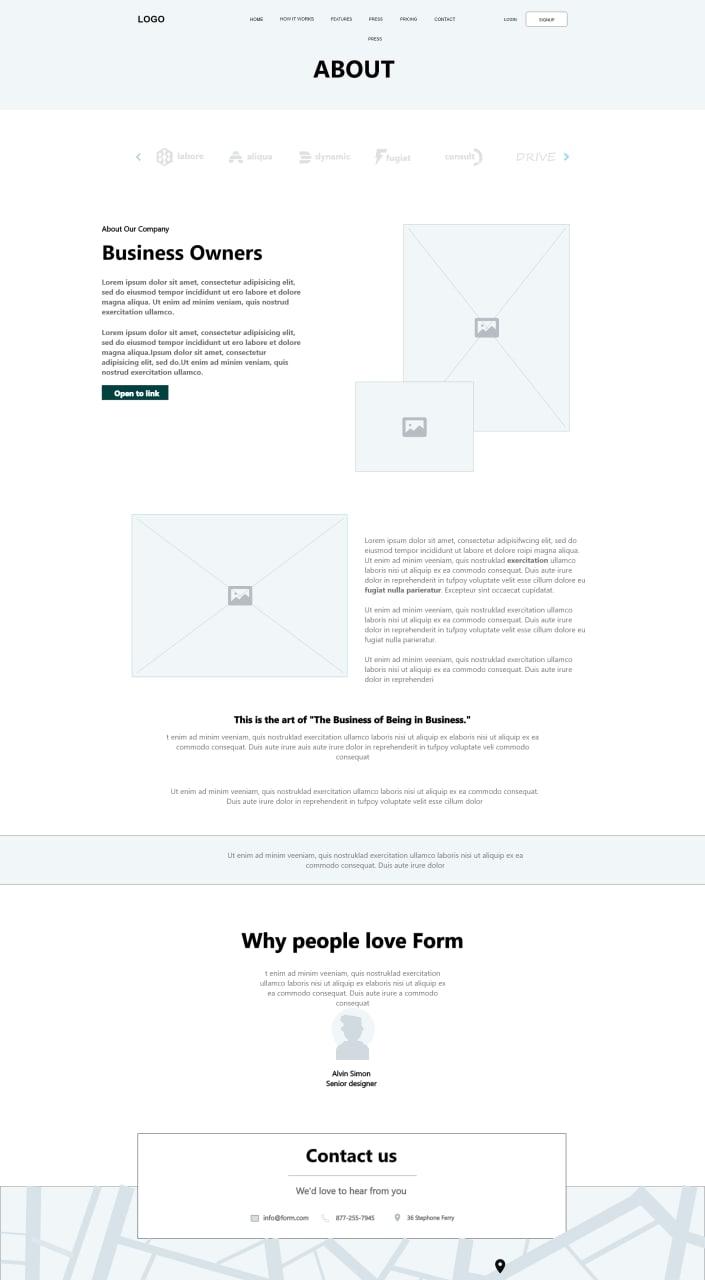 LOGO HOME HOW IT WORKS FEATURES PRESS PRICING CONTACT LOGIN SIGNUP
PRESS
ABOUT
labore aliqua dynamic fugiat consult DRIVE
About Our Company
Business Owners
Lorem ipsum dolor sit amet, consectetur adipisicing elit,
sed do eiusmod tempor incididunt ut ero labore et dolore
magna aliqua. Ut enim ad minim veniam, quis nostrud
exercitation ullamco.
Lorem ipsum dolor sit amet, consectetur adipisicing elit,
sed do eiusmod tempor incididunt ut ero labore et dolore
magna aliqua.Ipsum dolor sit amet, consectetur
adipisicing elit, sed do.Ut enim ad minim veniam, quis
nostrud exercitation ullamco.
Open to link
Lorem ipsum dolor sit amet, consectetur adipisifwcing elit, sed do
eiusmod tempor incididunt ut labore et dolore roipi magna aliqua.
Ut enim ad minim veeniam, quis nostruklad exercitation ullamco
laboris nisi ut aliquip ex ea commodo consequat. Duis aute irure
dolor in reprehenderit in tufpoy voluptate velit esse cillum dolore eu
fugiat nulla parieratur. Excepteur sint occaecat cupidatat.
Ut enim ad minim veeniam, quis nostruklad exercitation ullamco
laboris nisi ut aliquip ex ea commodo consequat. Duis aute irure
dolor in reprehenderit in tufpoy voluptate velit esse cillum dolore eu
fugiat nulla parieratur.
Ut enim ad minim veeniam, quis nostruklad exercitation ullamco
laboris nisi ut aliquip ex ea commodo consequat. Duis aute irure
dolor in reprehenderi
This is the art of "The Business of Being in Business."
t enim ad minim veeniam, quis nostruklad exercitation ullamco laboris nisi ut aliquip ex elaboris nisi ut aliquip ex ea
commodo consequat. Duis aute irure auis aute irure dolor in reprehenderit in tufpoy voluptate veli commodo
consequat
Ut enim ad minim veeniam, quis nostruklad exercitation ullamco laboris nisi ut aliquip ex ea commodo consequat.
Duis aute irure dolor in reprehenderit in tufpoy voluptate velit esse cillum dolor
Ut enim ad minim veeniam, quis nostruklad exercitation ullamco laboris nisi ut aliquip ex ea
commodo consequat. Duis aute irure dolor
Why people love Form
t enim ad minim veeniam, quis nostruklad exercitation
ullamco laboris nisi ut aliquip ex elaboris nisi ut aliquip ex
ea commodo consequat. Duis aute irure a commodo
consequat
Alvin Simon
Senior designer
Contact us
We'd love to hear from you
info@form.com 877-255-7945 36 Stephone Ferry